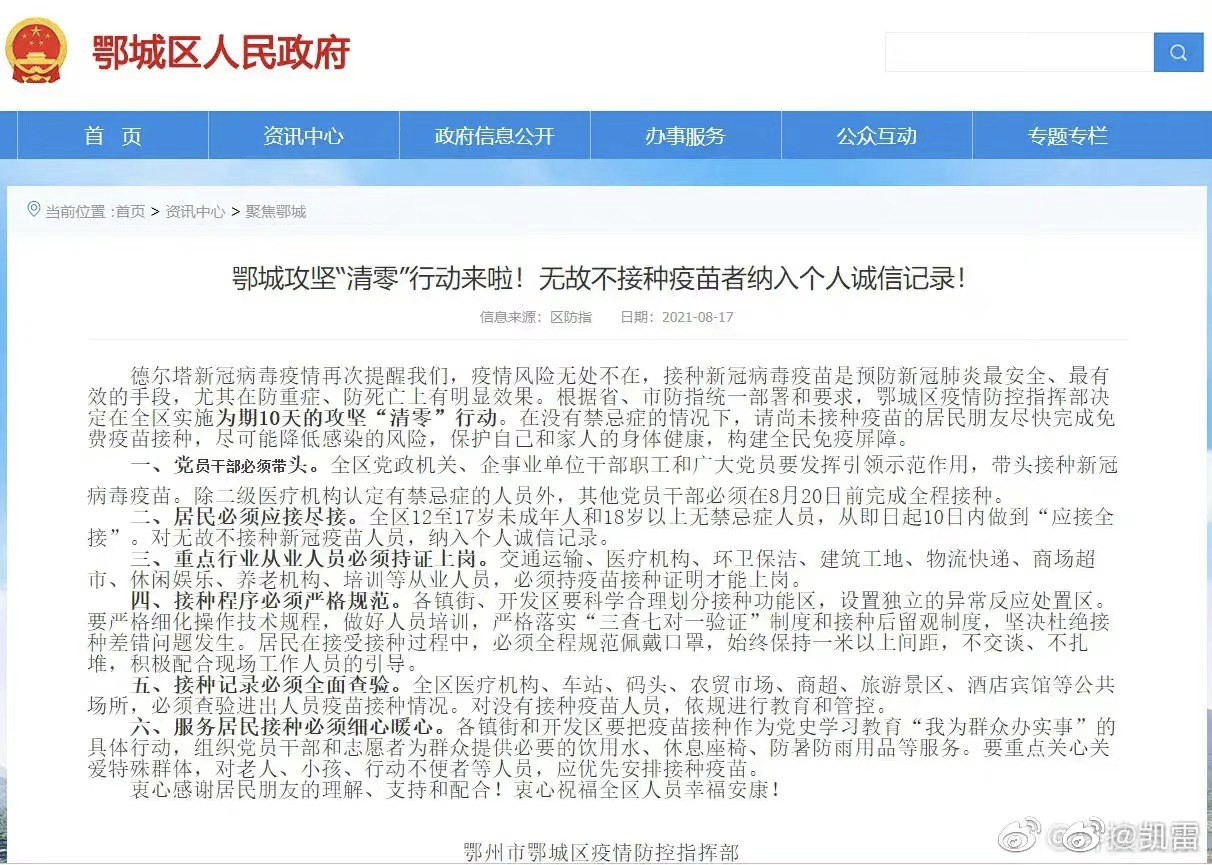 鄂城区人民政府
首 页 资讯中心 政府信息公开 办事服务 公众互动 专题专栏
当前位置 :首页 > 资讯中心 > 聚焦鄂城
鄂城攻坚“清零”行动来啦！无故不接种疫苗者纳入个人诚信记录！
信息来源：区防指 日期：2021-08-17
德尔塔新冠病毒疫情再次提醒我们，疫情风险无处不在，接种新冠病毒疫苗是预防新冠肺炎最安全、最有
效的手段，尤其在防重症、防死亡上有明显效果。根据省、市防指统一部署和要求，鄂城区疫情防控指挥部决
定在全区实施为期10天的攻坚“清零”行动。在没有禁忌症的情况下，请尚未接种疫苗的居民朋友尽快完成免
费疫苗接种，尽可能降低感染的风险，保护自己和家人的身体健康，构建全民免疫屏障。
一、党员干部必须带头。全区党政机关、企事业单位干部职工和广大党员要发挥引领示范作用，带头接种新冠
病毒疫苗。除二级医疗机构认定有禁忌症的人员外，其他党员干部必须在8月20日前完成全程接种。
二、居民必须应接尽接。全区12至17岁未成年人和18岁以上无禁忌症人员，从即日起10日内做到“应接全
接”。对无故不接种新冠疫苗人员，纳入个人诚信记录。
三、重点行业从业人员必须持证上岗。交通运输、医疗机构、环卫保洁、建筑工地、物流快递、商场超
市、休闲娱乐、养老机构、培训等从业人员，必须持疫苗接种证明才能上岗。
四、接种程序必须严格规范。各镇街、开发区要科学合理划分接种功能区，设置独立的异常反应处置区。
要严格细化操作技术规程，做好人员培训，严格落实“三查七对一验证”制度和接种后留观制度，坚决杜绝接
种差错问题发生。居民在接受接种过程中，必须全程规范佩戴口罩，始终保持一米以上间距，不交谈、不扎
堆，积极配合现场工作人员的引导。
五、接种记录必须全面查验。全区医疗机构、车站、码头、农贸市场、商超、旅游景区、酒店宾馆等公共
场所，必须查验进出人员疫苗接种情况。对没有接种疫苗人员，依规进行教育和管控。
六、服务居民接种必须细心暖心。各镇街和开发区要把疫苗接种作为党史学习教育“我为群众办实事”的
具体行动，组织党员干部和志愿者为群众提供必要的饮用水、休息座椅、防暑防雨用品等服务。要重点关心关
爱特殊群体，对老人、小孩、行动不便者等人员，应优先安排接种疫苗。
衷心感谢居民朋友的理解、支持和配合！衷心祝福全区人员幸福安康！
鄂州市鄂城区疫情防控指挥部
@凯雷